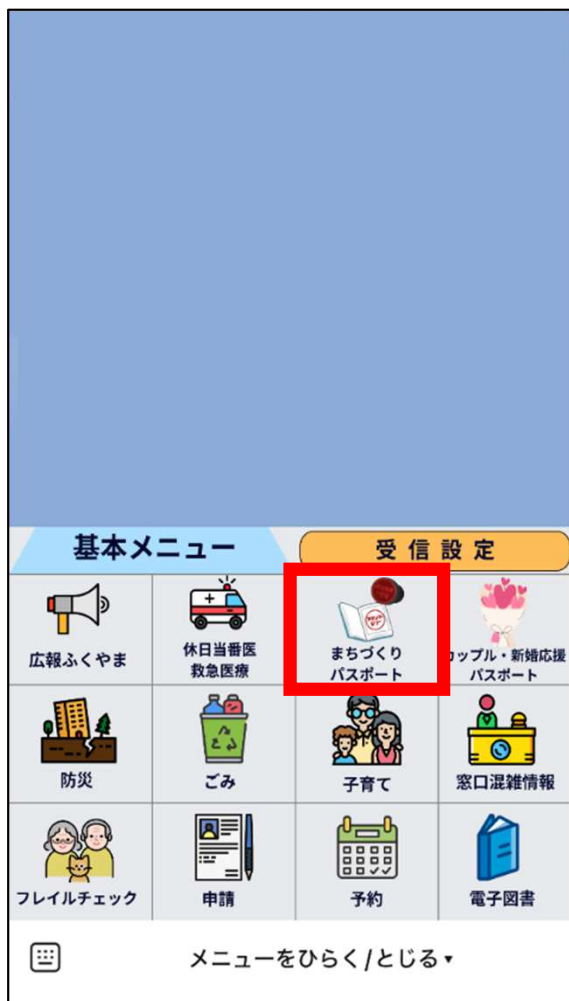 基本メニュー
受信設定
広報ふくやま
休日当番医
救急医療
まちづくり
パスポート
ップル・新婚応援
パスポート
防災
ごみ
子育て
窓口混雑情報
フレイルチェック
申請
予約
電子図書
メニューをひらく/とじる▼